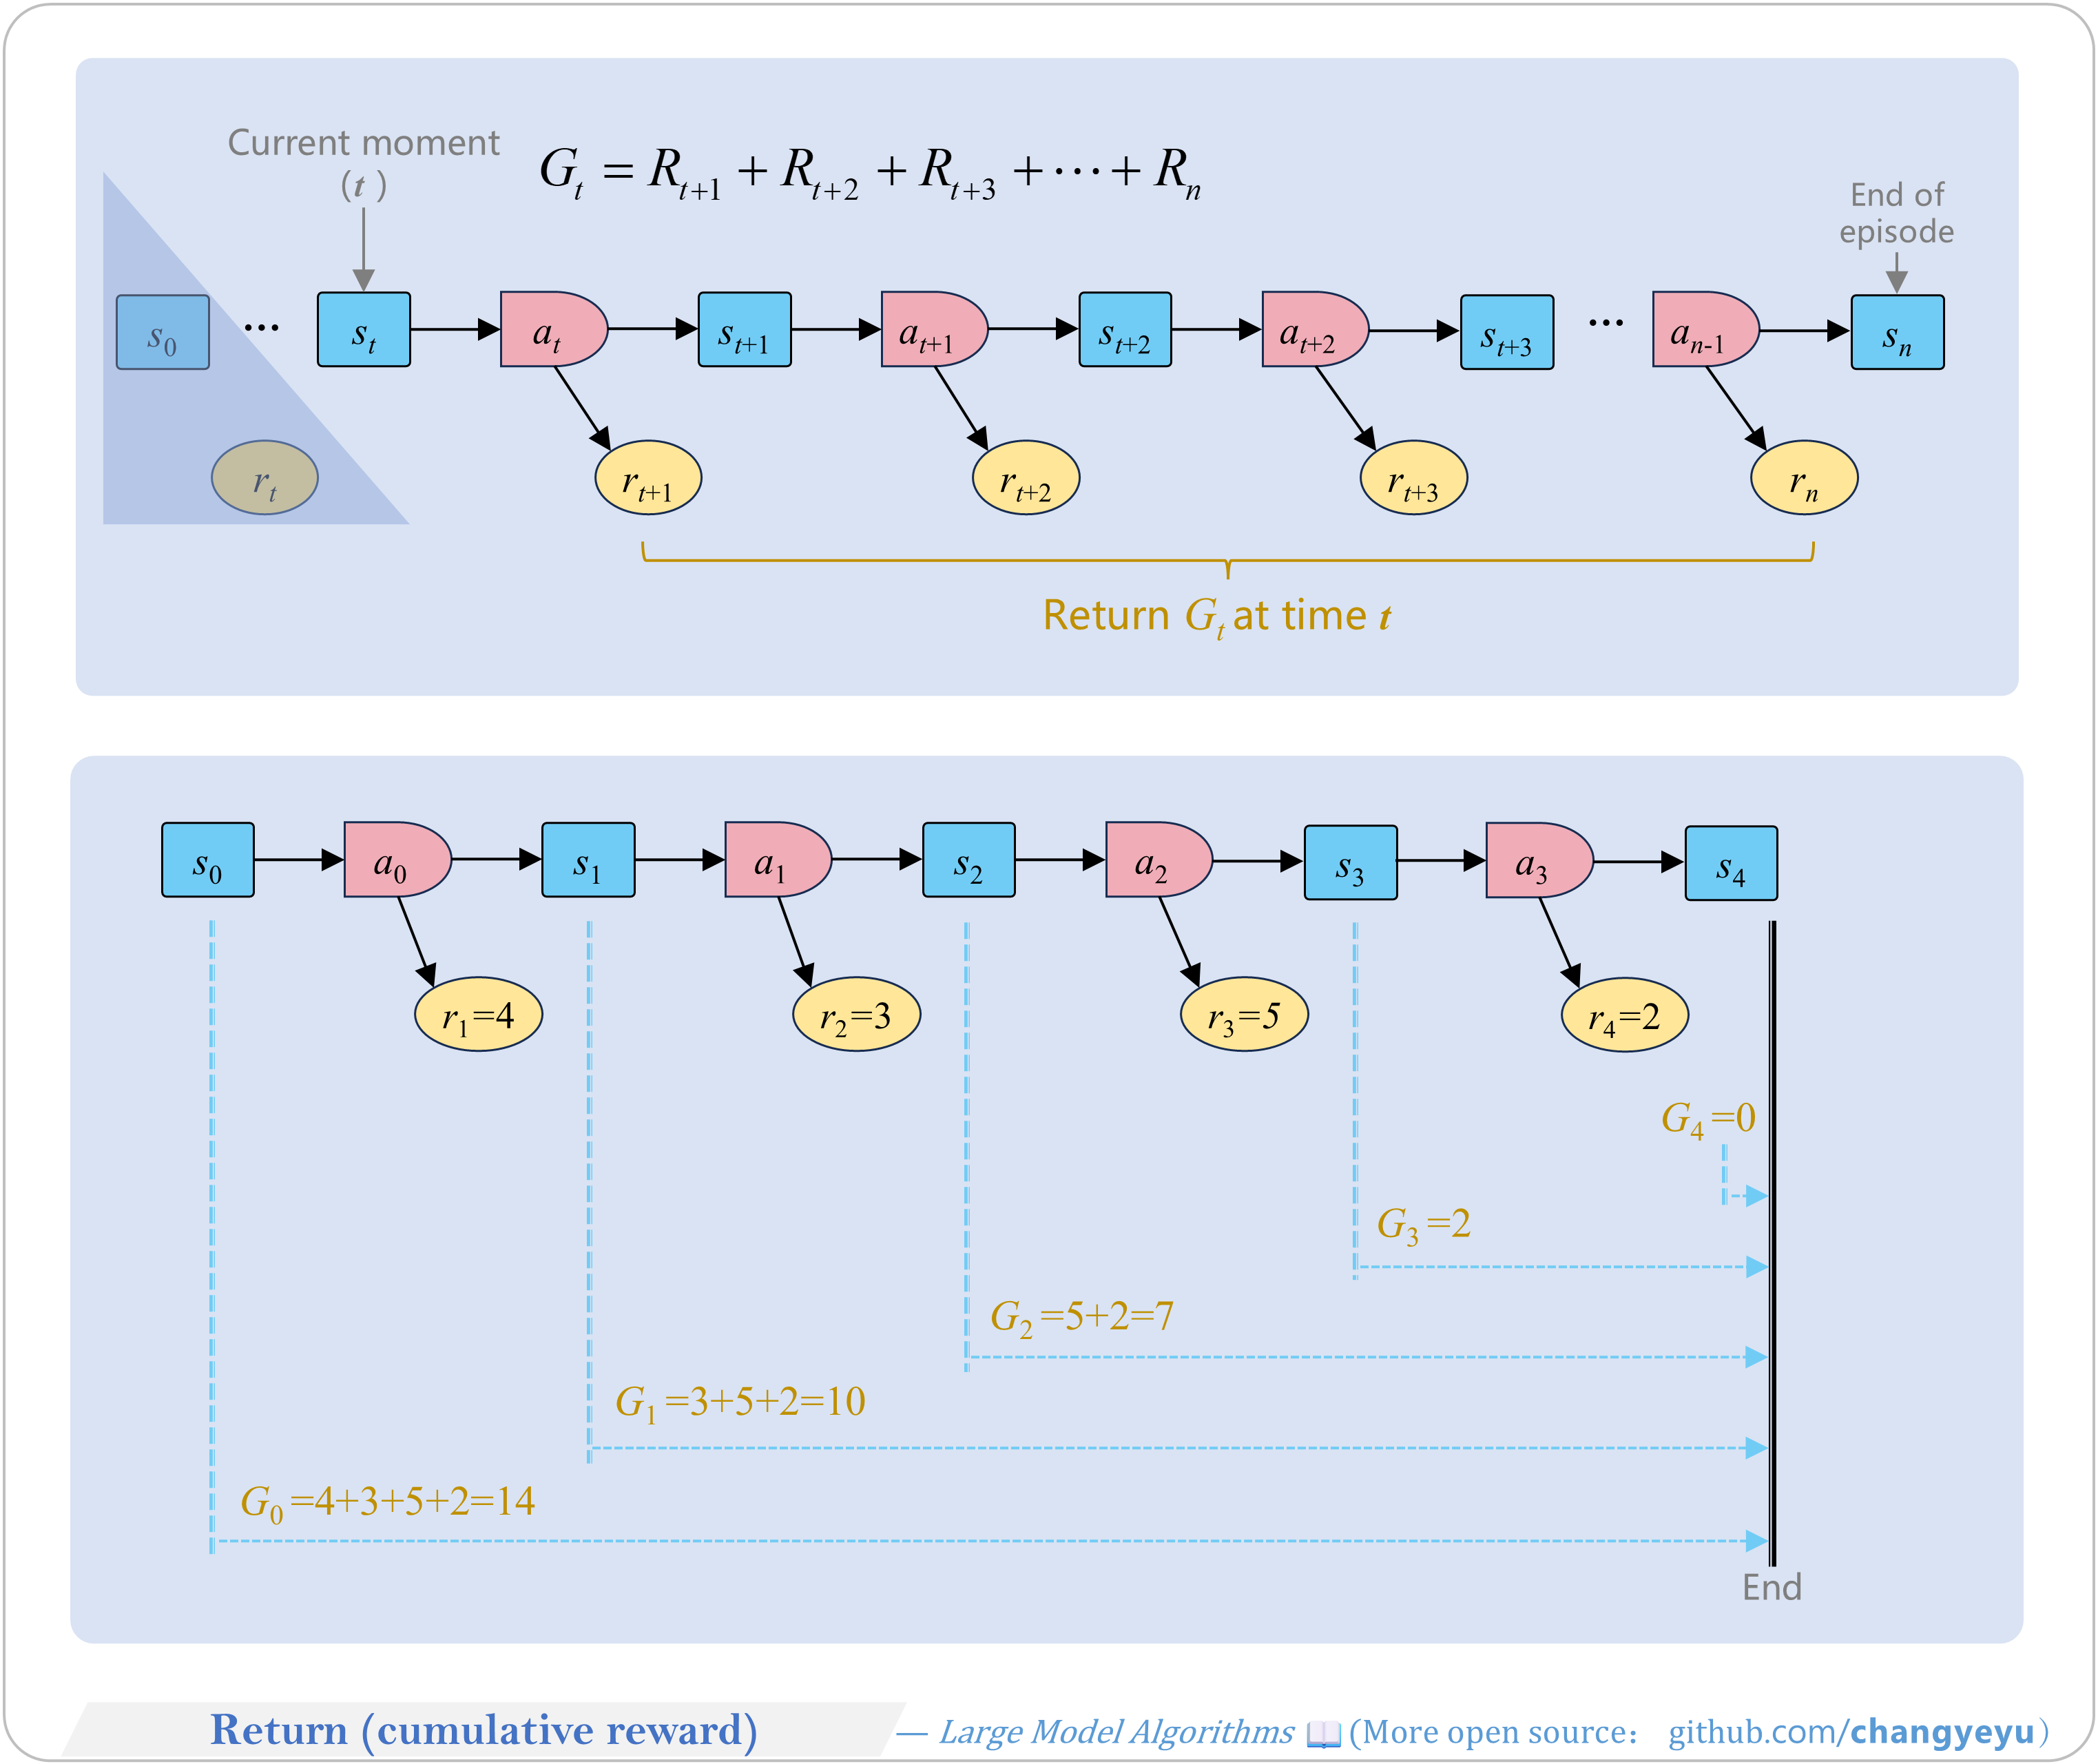 Current moment
(t)
G_t = R_{t+1} + R_{t+2} + R_{t+3} + ··· + R_n
End of
episode
s_0 ... s_t a_t s_{t+1} a_{t+1} s_{t+2} a_{t+2} s_{t+3} ... a_{n-1} s_n
r_t r_{t+1} r_{t+2} r_{t+3} r_n
Return G_t at time t
s_0 a_0 s_1 a_1 s_2 a_2 s_3 a_3 s_4
r_1=4 r_2=3 r_3=5 r_4=2
G_4=0
G_3=2
G_2=5+2=7
G_1=3+5+2=10
G_0=4+3+5+2=14
End
Return (cumulative reward) — Large Model Algorithms 📖 (More open source: github.com/changyeyu)